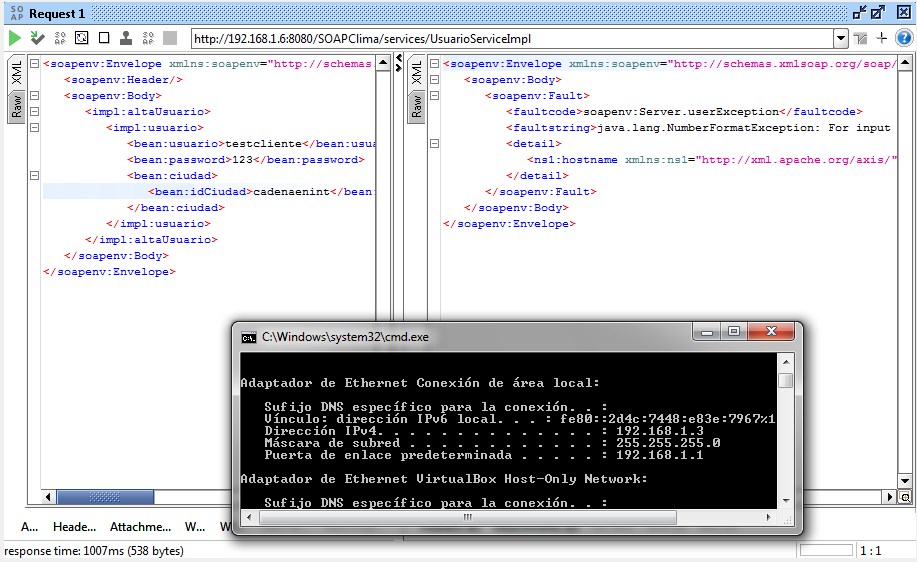 SO AP Request 1
SO AP
SO AP
http://192.168.1.6:8080/SOAPClima/services/UsuarioServiceImpl
XML
Raw
<soapenv:Envelope xmlns:soapenv="http://schemas.
<soapenv:Header/>
<soapenv:Body>
<impl:altaUsuario>
<impl:usuario>
<bean:usuario>testcliente</bean:usua
<bean:password>123</bean:password>
<bean:ciudad>
<bean:idCiudad>cadenaenint</bean:
</bean:ciudad>
</impl:usuario>
</impl:altaUsuario>
</soapenv:Body>
</soapenv:Envelope>
XML
Raw
<soapenv:Envelope xmlns:soapenv="http://schemas.xmlsoap.org/soap/
<soapenv:Body>
<soapenv:Fault>
<faultcode>soapenv:Server.userException</faultcode>
<faultstring>java.lang.NumberFormatException: For input
<detail>
<ns1:hostname xmlns:ns1="http://xml.apache.org/axis/"
</detail>
</soapenv:Fault>
</soapenv:Body>
</soapenv:Envelope>
C:\Windows\system32\cmd.exe
Adaptador de Ethernet Conexión de área local:
Sufijo DNS específico para la conexión. . :
Vínculo: dirección IPv6 local. . . : fe80::2d4c:7448:e83e:7967%1
Dirección IPv4. . . . . . . . . . . . . . : 192.168.1.3
Máscara de subred . . . . . . . . . . . . : 255.255.255.0
Puerta de enlace predeterminada . . . . . : 192.168.1.1
Adaptador de Ethernet VirtualBox Host-Only Network:
Sufijo DNS específico para la conexión. . :
A... Heade... Attachme... W... W
response time: 1007ms (538 bytes)
1 : 1